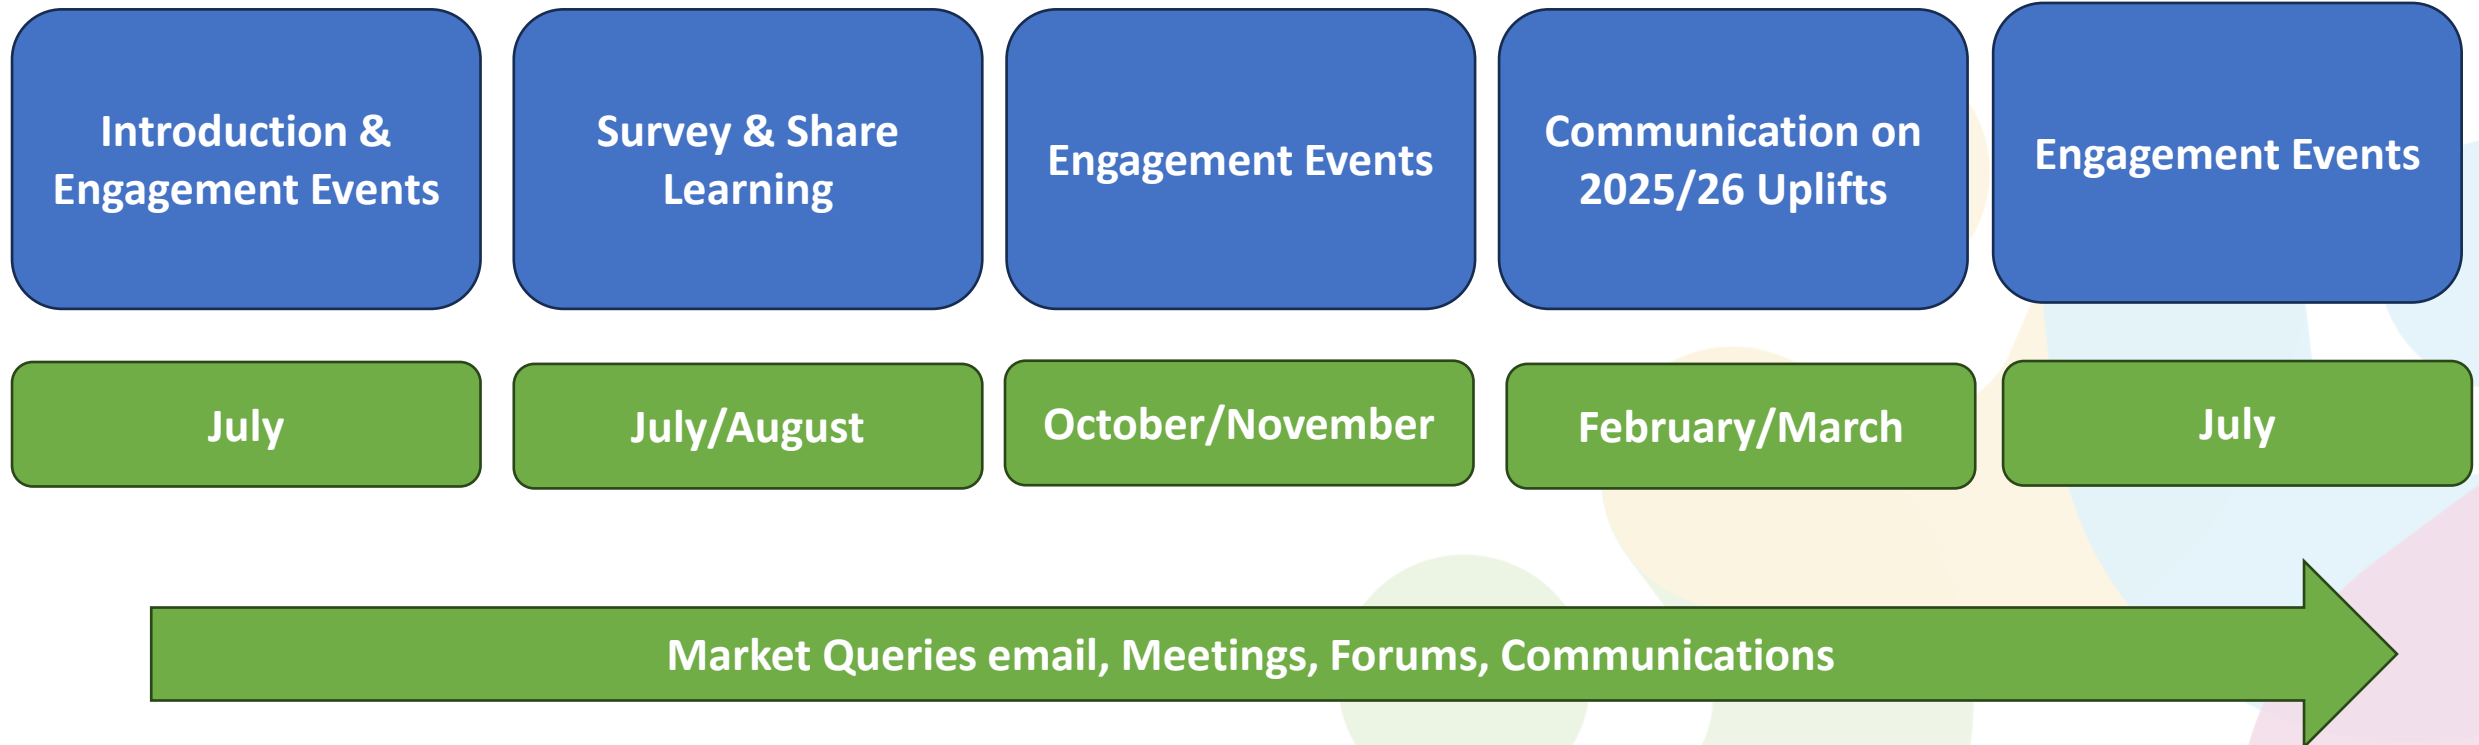 Introduction &
Engagement Events
Survey & Share
Learning
Engagement Events
Communication on
2025/26 Uplifts
Engagement Events
July
July/August
October/November
February/March
July
Market Queries email, Meetings, Forums, Communications